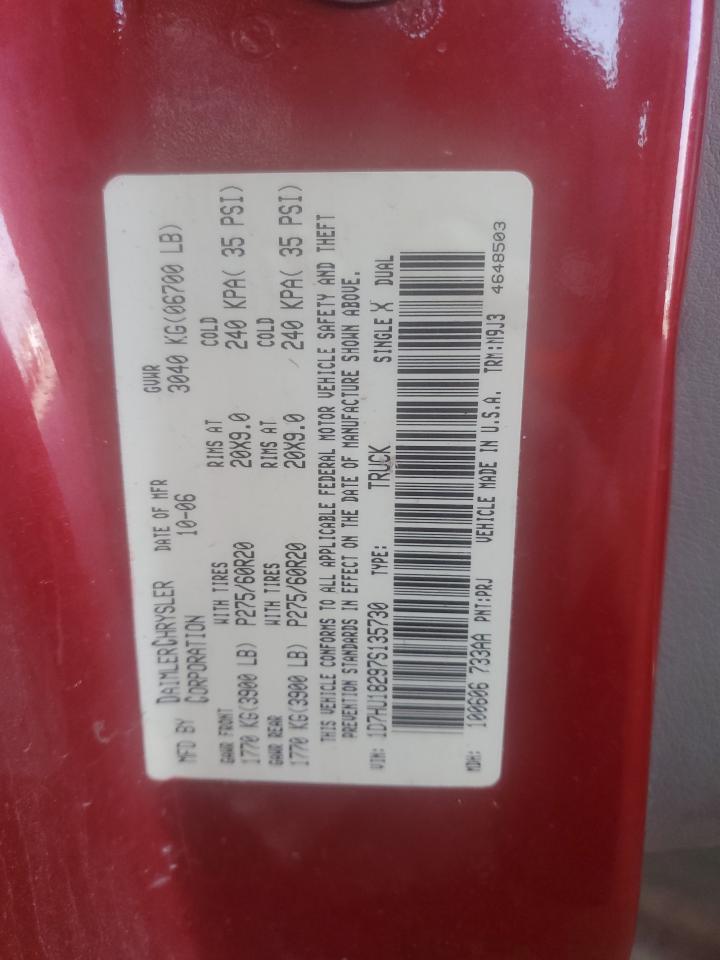 MFD BY DAIMLERCHRYSLER CORPORATION DATE OF MFR 10-06 GVWR 3040 KG(06700 LB)
GAWR FRONT WITH TIRES RIMS AT COLD
1770 KG(3900 LB) P275/60R20 20X9.0 240 KPA( 35 PSI)
GAWR REAR WITH TIRES RIMS AT COLD
1770 KG(3900 LB) P275/60R20 20X9.0 240 KPA( 35 PSI)
THIS VEHICLE CONFORMS TO ALL APPLICABLE FEDERAL MOTOR VEHICLE SAFETY AND THEFT
PREVENTION STANDARDS IN EFFECT ON THE DATE OF MANUFACTURE SHOWN ABOVE.
VIN: 1D7HU18297S135730 TYPE: TRUCK SINGLE X DUAL
MDH: 100606 733AA PNT:PRJ VEHICLE MADE IN U.S.A. TRM:M9J3 4648503